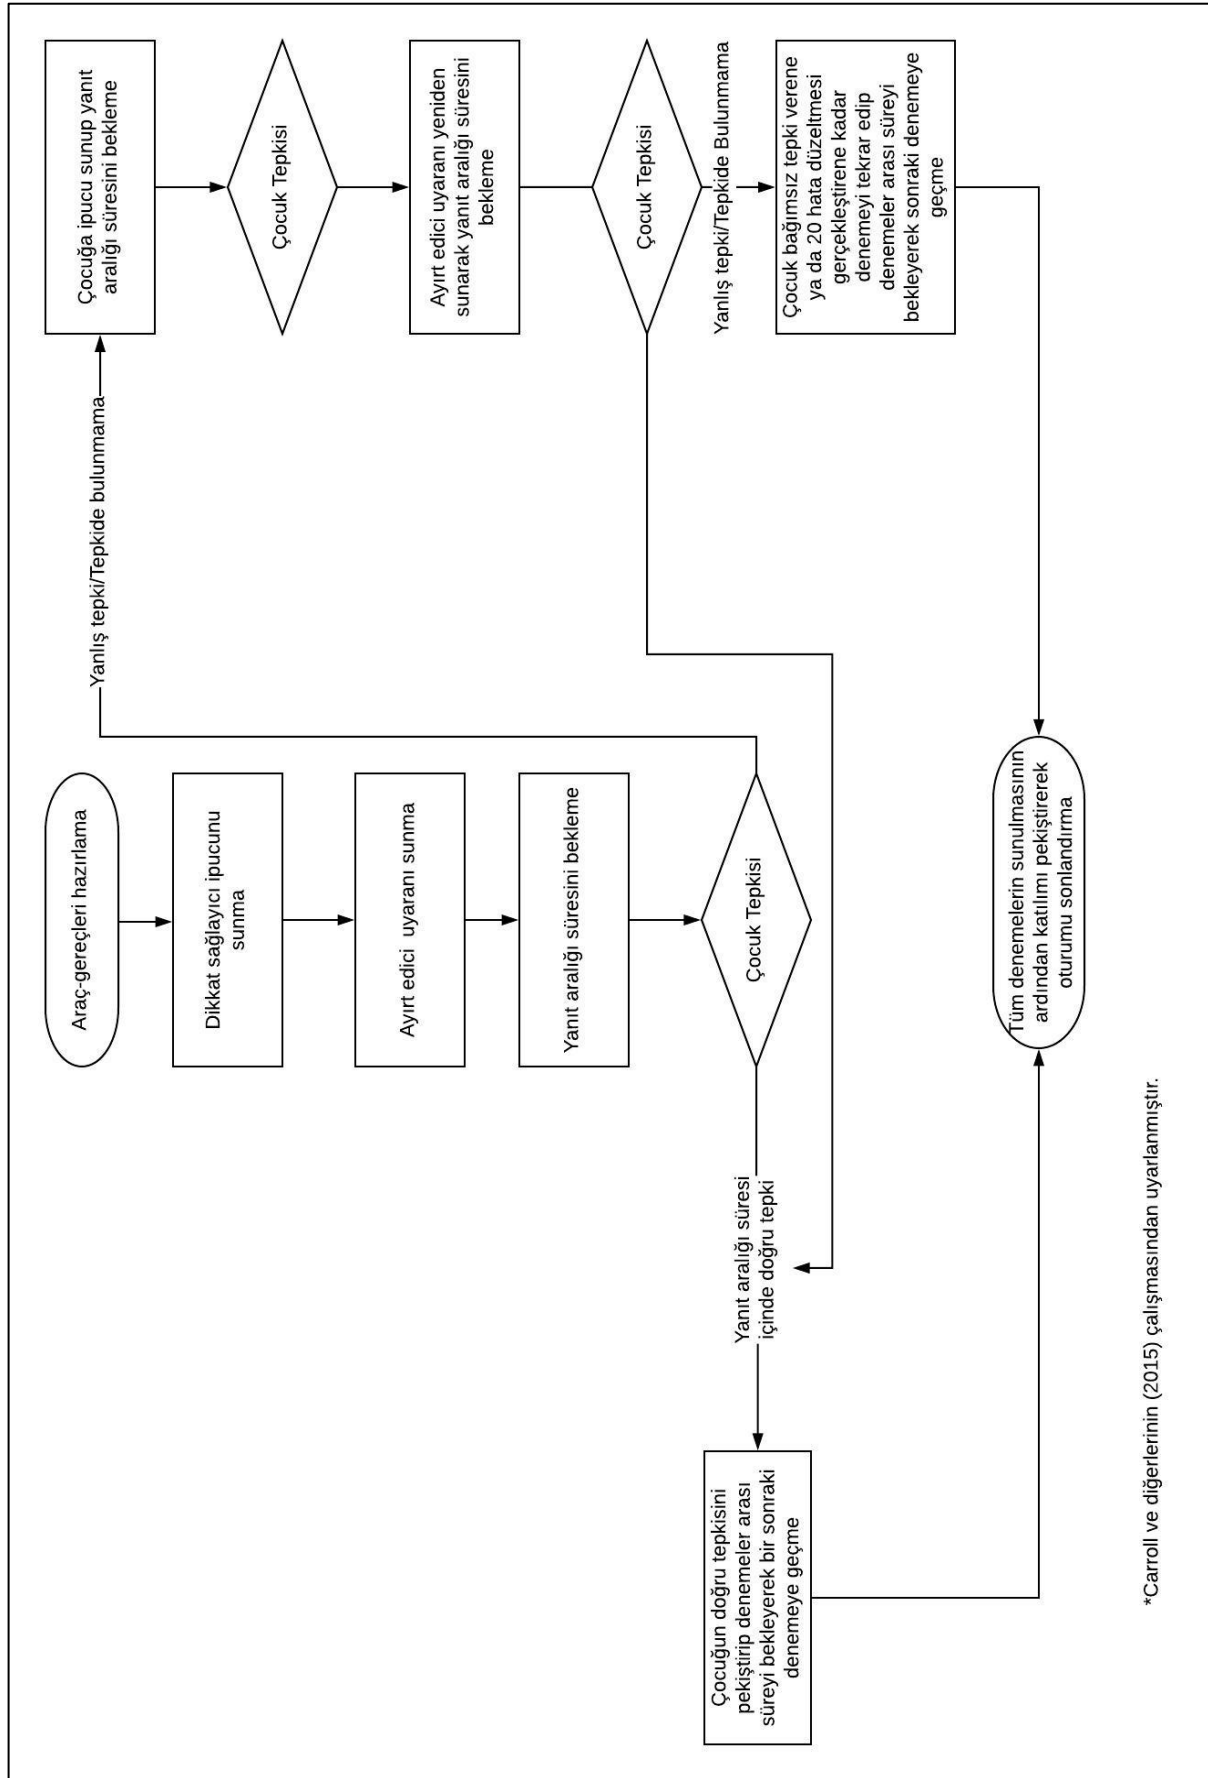 Araç-gereçleri hazırlama
Dikkat sağlayıcı ipucunu
sunma
Ayırt edici uyaranı sunma
Yanıt aralığı süresini bekleme
Çocuk Tepkisi
Yanıt aralığı süresi
içinde doğru tepki
Çocuğun doğru tepkisini
pekiştirip denemeler arası
süreyi bekleyerek bir sonraki
denemeye geçme
Yanlış tepki/Tepkide bulunmama
Çocuğa ipucu sunup yanıt
aralığı süresini bekleme
Çocuk Tepkisi
Ayırt edici uyaranı yeniden
sunarak yanıt aralığı süresini
bekleme
Çocuk Tepkisi
Yanlış tepki/Tepkide Bulunmama
Çocuk bağımsız tepki verene
ya da 20 hata düzeltmesi
gerçekleştirene kadar
denemeyi tekrar edip
denemeler arası süreyi
bekleyerek sonraki denemeye
geçme
Tüm denemelerin sunulmasının
ardından katılımı pekiştirerek
oturumu sonlandırma
*Carroll ve diğerlerinin (2015) çalışmasından uyarlanmıştır.